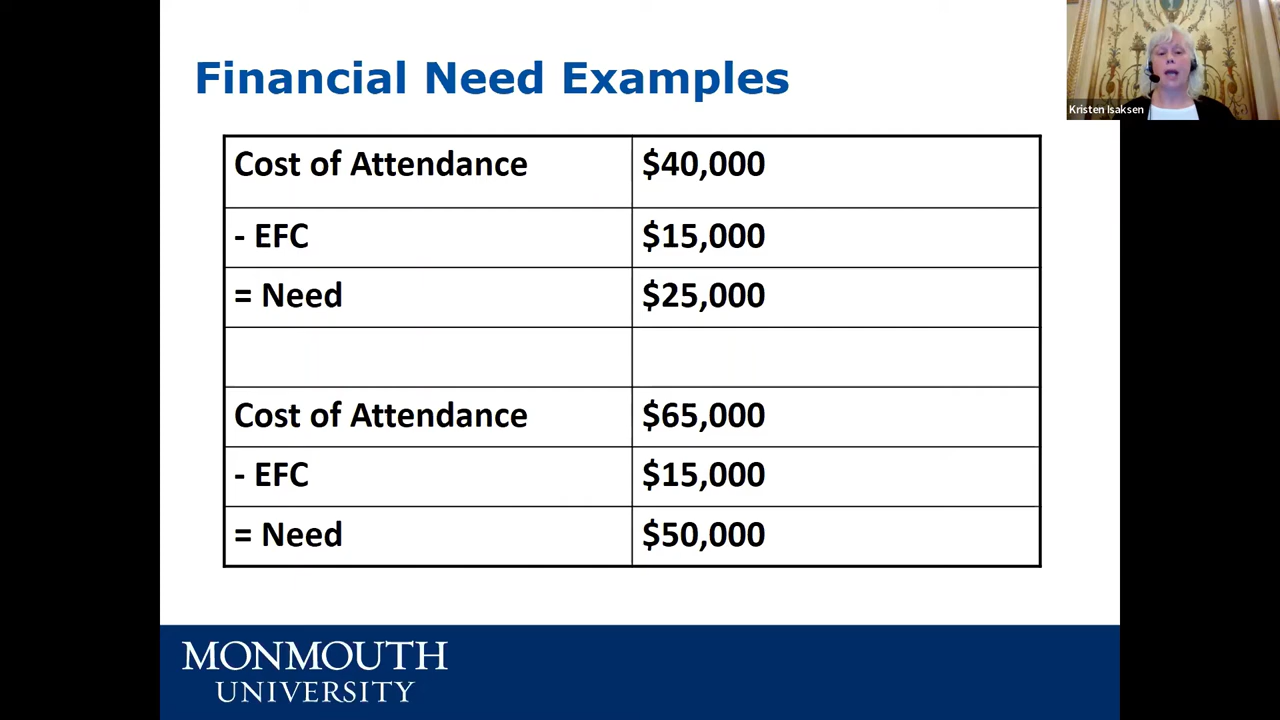 Financial Need Examples
Kristen Isaksen
Cost of Attendance $40,000
- EFC $15,000
= Need $25,000
Cost of Attendance $65,000
- EFC $15,000
= Need $50,000
MONMOUTH
UNIVERSITY